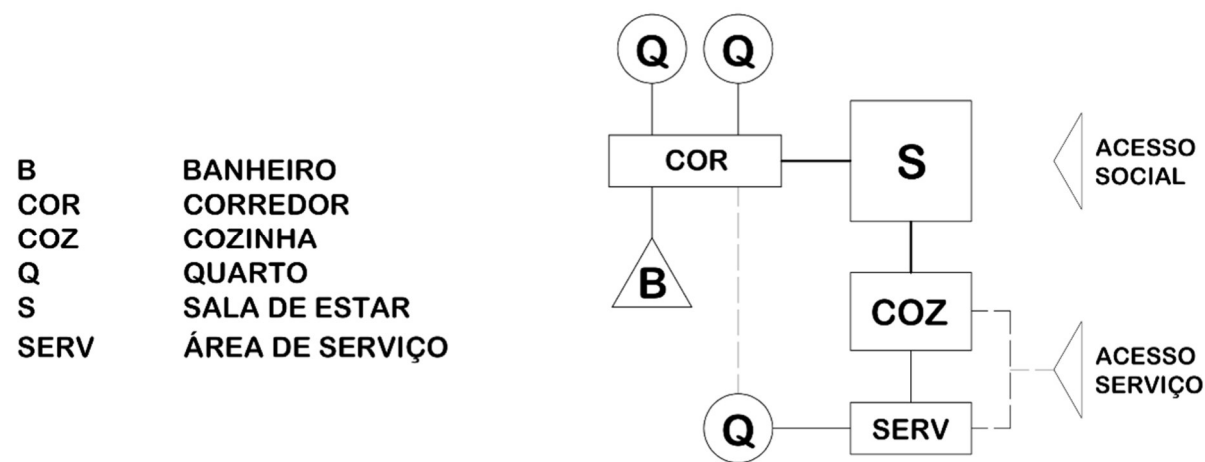 B BANHEIRO
COR CORREDOR
COZ COZINHA
Q QUARTO
S SALA DE ESTAR
SERV ÁREA DE SERVIÇO
Q Q
COR
S
ACESSO
SOCIAL
B
COZ
ACESSO
SERVIÇO
Q
SERV